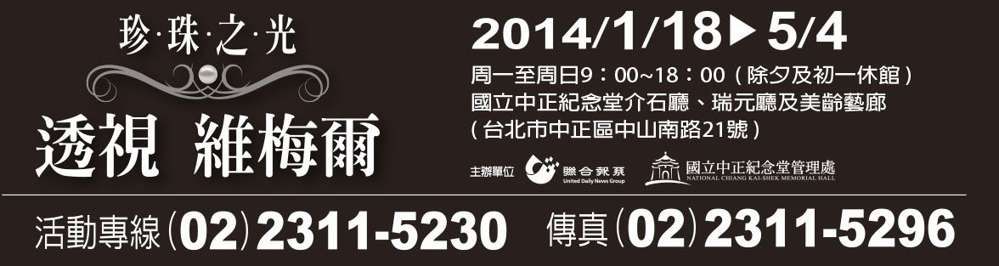 珍·珠·之·光
透視 維梅爾
2014/1/18▶5/4
周一至周日9：00~18：00 (除夕及初一休館)
國立中正紀念堂介石廳、瑞元廳及美齡藝廊
(台北市中正區中山南路21號)
主辦單位 聯合報系 United Daily News Group 國立中正紀念堂管理處 NATIONAL CHIANG KAI-SHEK MEMORIAL HALL
活動專線(02)2311-5230 傳真(02)2311-5296